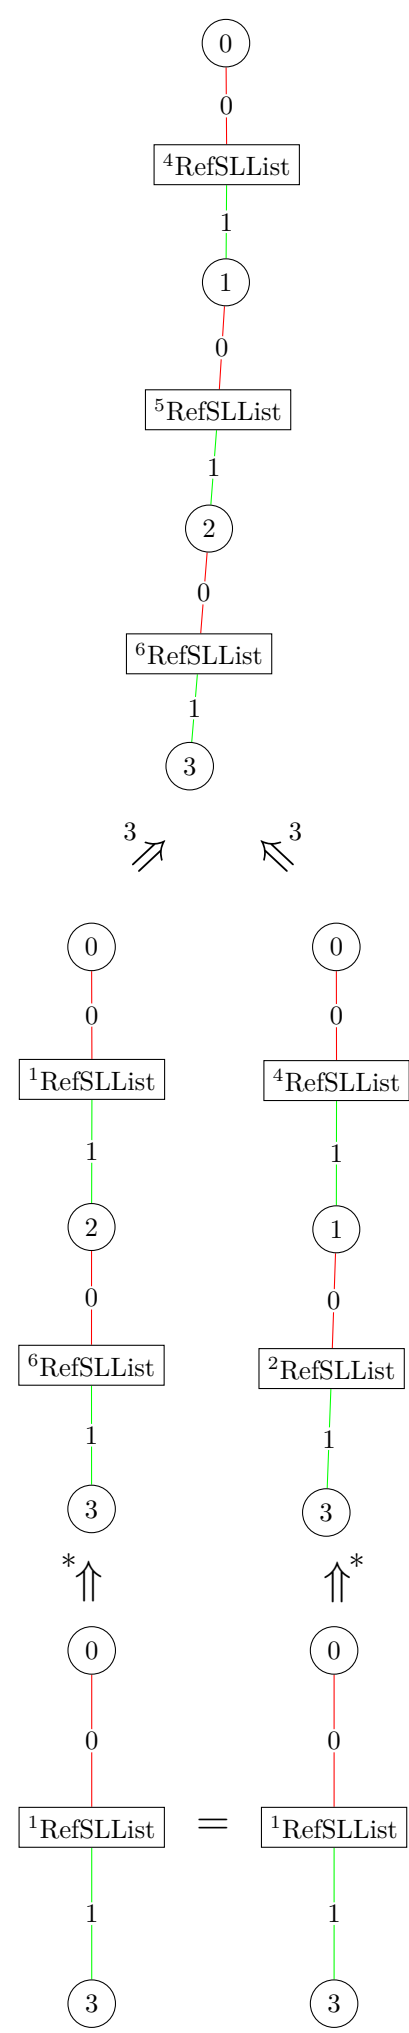 0
0
⁴RefSLList
1
1
0
⁵RefSLList
1
2
0
⁶RefSLList
1
3
3 ⇗ ⇖ 3
0 0
0 0
¹RefSLList ⁴RefSLList
1 1
2 1
0 0
⁶RefSLList ²RefSLList
1 1
3 3
* ⇑ ⇑ *
0 0
0 0
¹RefSLList = ¹RefSLList
1 1
3 3